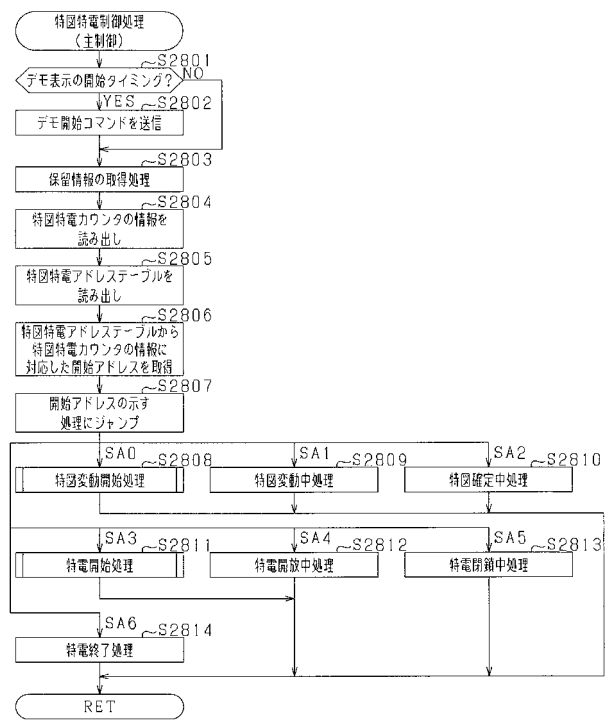 特図特電制御処理
(主制御)
S2801
デモ表示の開始タイミング?
NO
YES
S2802
デモ開始コマンドを送信
S2803
保留情報の取得処理
S2804
特図特電カウンタの情報を
読み出し
S2805
特図特電アドレステーブルを
読み出し
S2806
特図特電アドレステーブルから
特図特電カウンタの情報に
対応した開始アドレスを取得
S2807
開始アドレスの示す
処理にジャンプ
SA0
S2808
特図変動開始処理
SA1
S2809
特図変動中処理
SA2
S2810
特図確定中処理
SA3
S2811
特電開始処理
SA4
S2812
特電開放中処理
SA5
S2813
特電閉鎖中処理
SA6
S2814
特電終了処理
RET